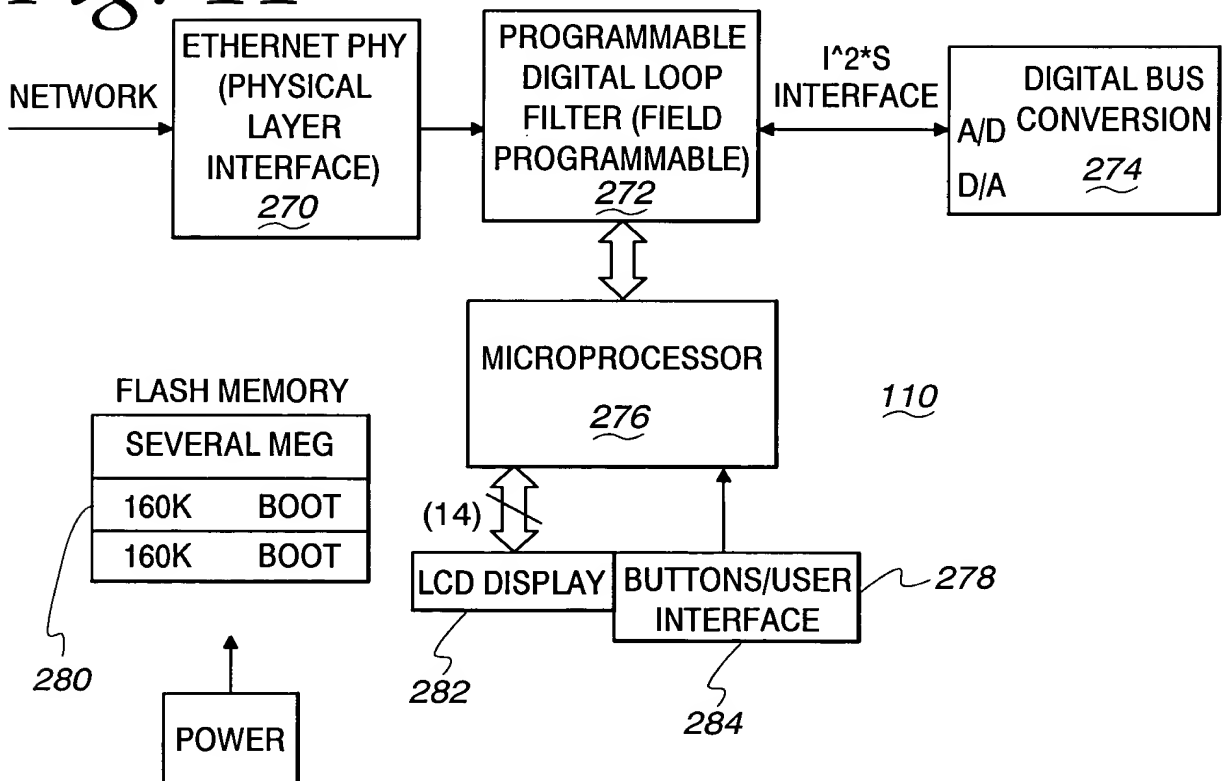 Fig. 11
NETWORK
ETHERNET PHY
(PHYSICAL
LAYER
INTERFACE)
270
PROGRAMMABLE
DIGITAL LOOP
FILTER (FIELD
PROGRAMMABLE)
272
I^2*S
INTERFACE
A/D
D/A
DIGITAL BUS
CONVERSION
274
MICROPROCESSOR
276
110
FLASH MEMORY
SEVERAL MEG
160K BOOT
160K BOOT
280
(14)
LCD DISPLAY
282
BUTTONS/USER
INTERFACE
278
284
POWER